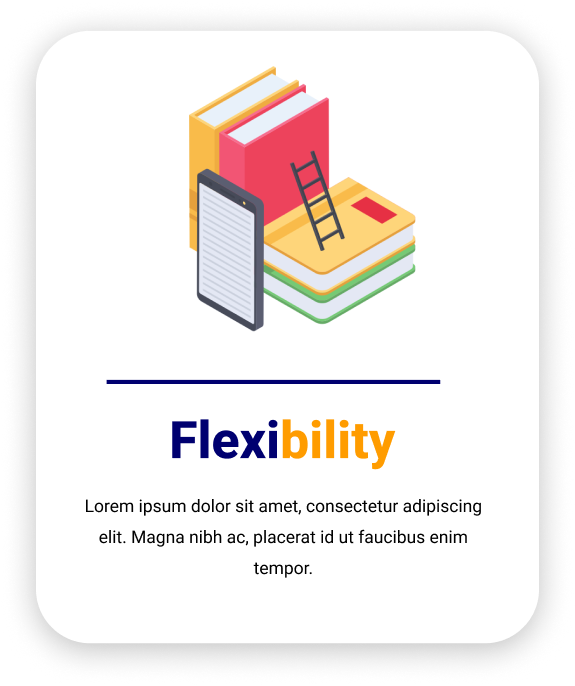 Flexibility
Lorem ipsum dolor sit amet, consectetur adipiscing
elit. Magna nibh ac, placerat id ut faucibus enim
tempor.